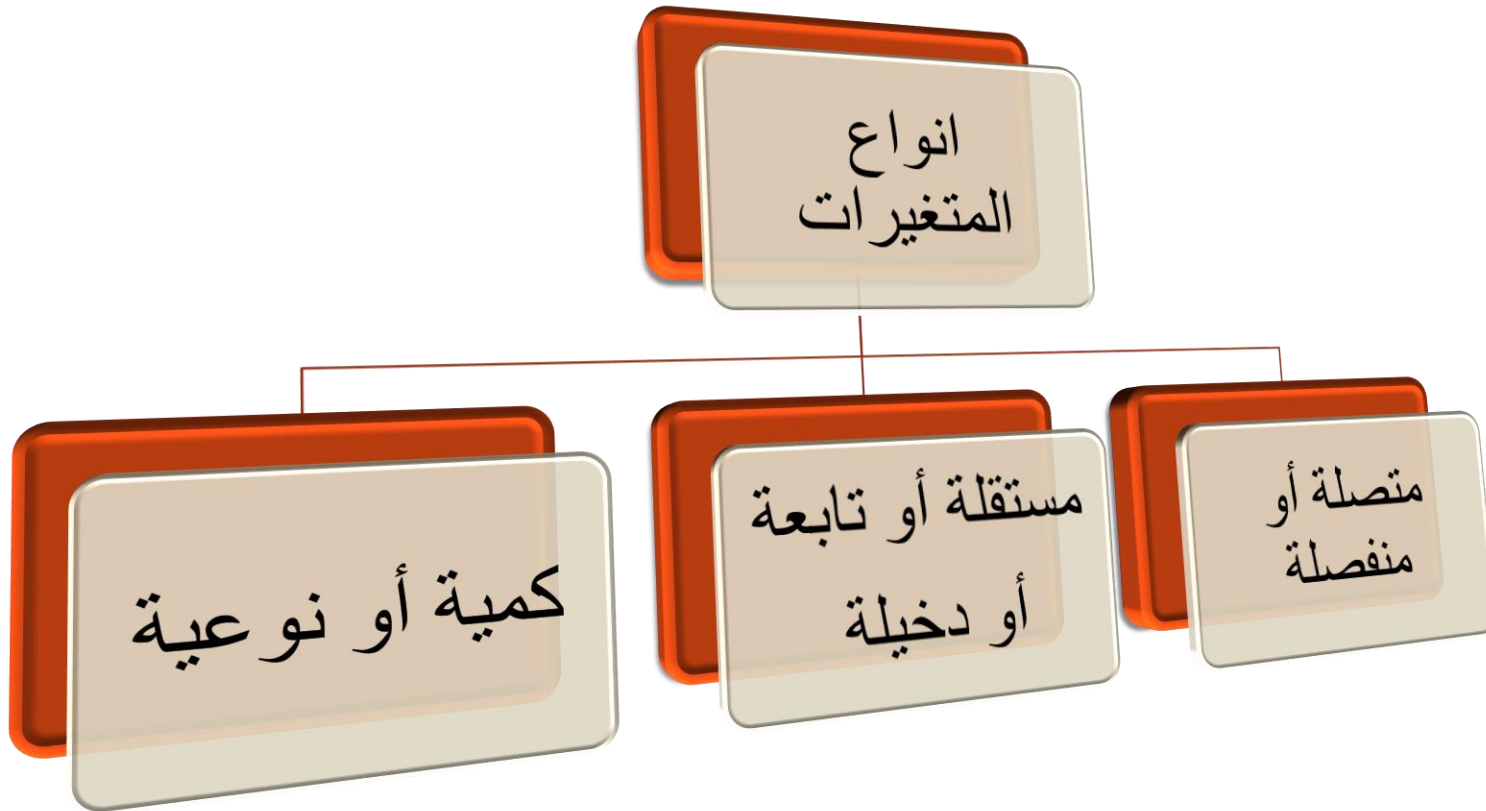 انواع
المتغيرات
متصلة أو
منفصلة
مستقلة أو تابعة
أو دخيلة
كمية أو نوعية